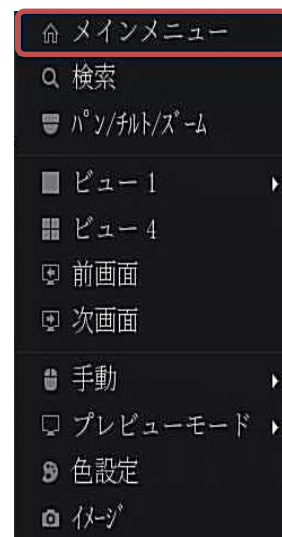 メインメニュー
検索
ﾊﾟﾝ/ﾁﾙﾄ/ｽﾞｰﾑ
ビュー 1
ビュー 4
前画面
次画面
手動
プレビューモード
色設定
ｲﾒｰｼﾞ